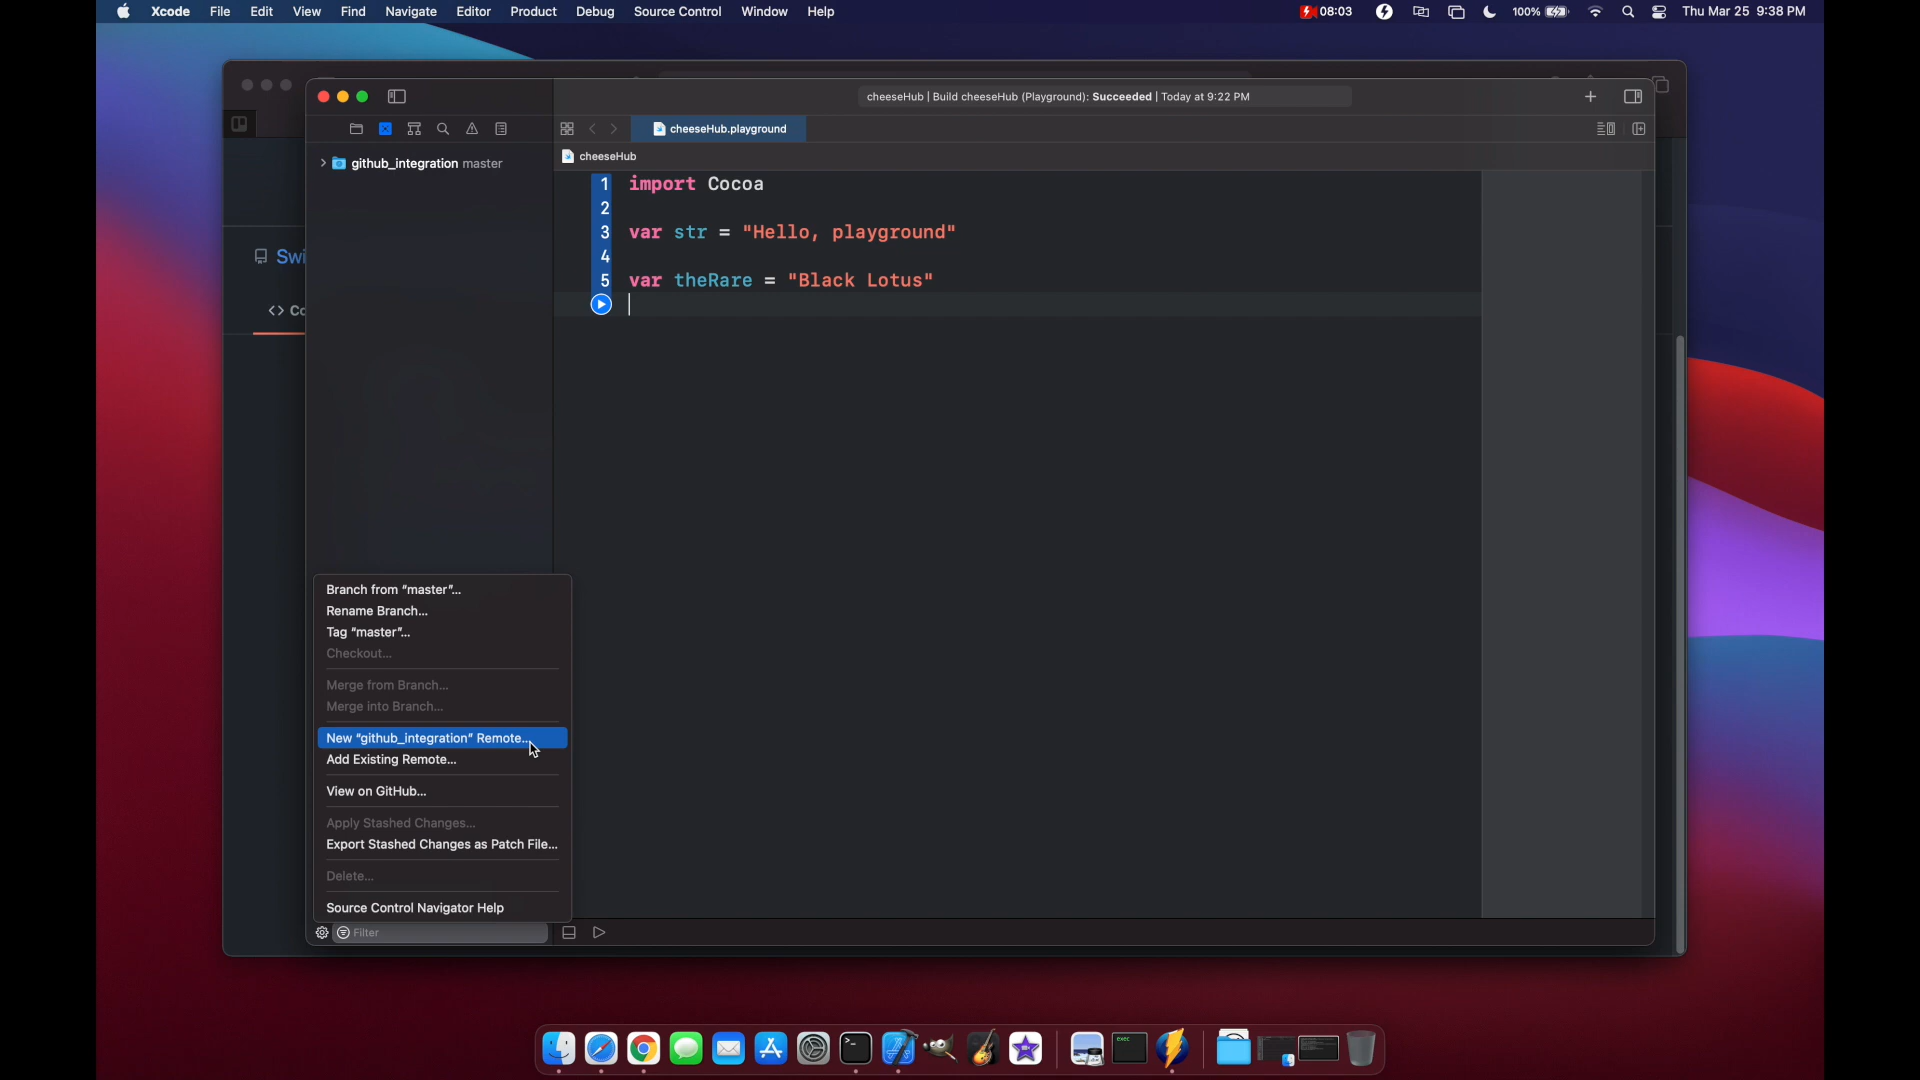 Xcode File Edit View Find Navigate Editor Product Debug Source Control Window Help 08:03 100% Thu Mar 25 9:38 PM
cheeseHub | Build cheeseHub (Playground): Succeeded | Today at 9:22 PM
cheeseHub.playground
github_integration master
cheeseHub
1 import Cocoa
2
3 var str = "Hello, playground"
4
5 var theRare = "Black Lotus"
Swi
<> Co
Branch from “master”...
Rename Branch...
Tag “master”...
Checkout...
Merge from Branch...
Merge into Branch...
New “github_integration” Remote...
Add Existing Remote...
View on GitHub...
Apply Stashed Changes...
Export Stashed Changes as Patch File...
Delete...
Source Control Navigator Help
Filter
exec